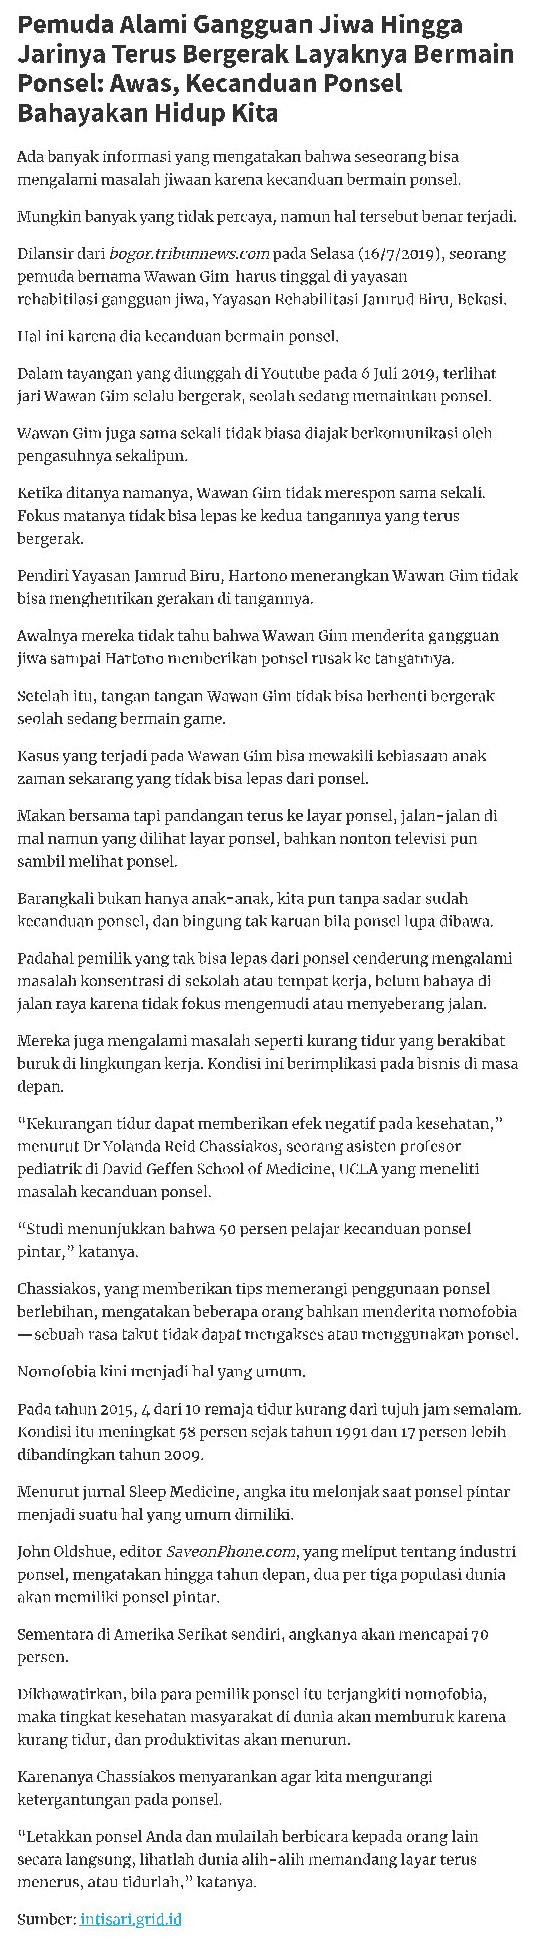 Pemuda Alami Gangguan Jiwa Hingga
Jarinya Terus Bergerak Layaknya Bermain
Ponsel: Awas, Kecanduan Ponsel
Bahayakan Hidup Kita
Ada banyak informasi yang mengatakan bahwa seseorang bisa
mengalami masalah jiwaan karena kecanduan bermain ponsel.
Mungkin banyak yang tidak percaya, namun hal tersebut benar terjadi.
Dilansir dari bogor.tribunnews.com pada Selasa (16/7/2019), seorang
pemuda bernama Wawan Gim harus tinggal di yayasan
rehabitilasi gangguan jiwa, Yayasan Rehabilitasi Jamrud Biru, Bekasi.
Hal ini karena dia kecanduan bermain ponsel.
Dalam tayangan yang diunggah di Youtube pada 6 Juli 2019, terlihat
jari Wawan Gim selalu bergerak, seolah sedang memainkan ponsel.
Wawan Gim juga sama sekali tidak biasa diajak berkomunikasi oleh
pengasuhnya sekalipun.
Ketika ditanya namanya, Wawan Gim tidak merespon sama sekali.
Fokus matanya tidak bisa lepas ke kedua tangannya yang terus
bergerak.
Pendiri Yayasan Jamrud Biru, Hartono menerangkan Wawan Gim tidak
bisa menghentikan gerakan di tangannya.
Awalnya mereka tidak tahu bahwa Wawan Gim menderita gangguan
jiwa sampai Hartono memberikan ponsel rusak ke tangannya.
Setelah itu, tangan tangan Wawan Gim tidak bisa berhenti bergerak
seolah sedang bermain game.
Kasus yang terjadi pada Wawan Gim bisa mewakili kebiasaan anak
zaman sekarang yang tidak bisa lepas dari ponsel.
Makan bersama tapi pandangan terus ke layar ponsel, jalan-jalan di
mal namun yang dilihat layar ponsel, bahkan nonton televisi pun
sambil melihat ponsel.
Barangkali bukan hanya anak-anak, kita pun tanpa sadar sudah
kecanduan ponsel, dan bingung tak karuan bila ponsel lupa dibawa.
Padahal pemilik yang tak bisa lepas dari ponsel cenderung mengalami
masalah konsentrasi di sekolah atau tempat kerja, belum bahaya di
jalan raya karena tidak fokus mengemudi atau menyeberang jalan.
Mereka juga mengalami masalah seperti kurang tidur yang berakibat
buruk di lingkungan kerja. Kondisi ini berimplikasi pada bisnis di masa
depan.
“Kekurangan tidur dapat memberikan efek negatif pada kesehatan,”
menurut Dr Yolanda Reid Chassiakos, seorang asisten profesor
pediatrik di David Geffen School of Medicine, UCLA yang meneliti
masalah kecanduan ponsel.
“Studi menunjukkan bahwa 50 persen pelajar kecanduan ponsel
pintar,” katanya.
Chassiakos, yang memberikan tips memerangi penggunaan ponsel
berlebihan, mengatakan beberapa orang bahkan menderita nomofobia
—sebuah rasa takut tidak dapat mengakses atau menggunakan ponsel.
Nomofobia kini menjadi hal yang umum.
Pada tahun 2015, 4 dari 10 remaja tidur kurang dari tujuh jam semalam.
Kondisi itu meningkat 58 persen sejak tahun 1991 dan 17 persen lebih
dibandingkan tahun 2009.
Menurut jurnal Sleep Medicine, angka itu melonjak saat ponsel pintar
menjadi suatu hal yang umum dimiliki.
John Oldshue, editor SaveonPhone.com, yang meliput tentang industri
ponsel, mengatakan hingga tahun depan, dua per tiga populasi dunia
akan memiliki ponsel pintar.
Sementara di Amerika Serikat sendiri, angkanya akan mencapai 70
persen.
Dikhawatirkan, bila para pemilik ponsel itu terjangkiti nomofobia,
maka tingkat kesehatan masyarakat di dunia akan memburuk karena
kurang tidur, dan produktivitas akan menurun.
Karenanya Chassiakos menyarankan agar kita mengurangi
ketergantungan pada ponsel.
“Letakkan ponsel Anda dan mulailah berbicara kepada orang lain
secara langsung, lihatlah dunia alih-alih memandang layar terus
menerus, atau tidurlah,” katanya.
Sumber: intisari.grid.id